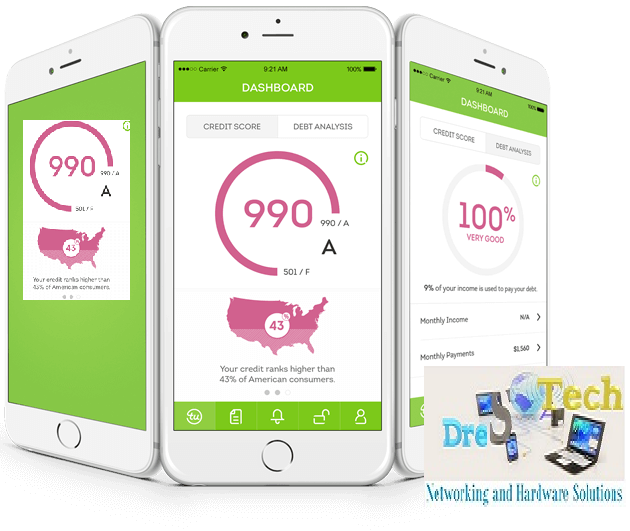 990
990 / A
A
501 / F
43
Your credit ranks higher than
43% of American consumers.
Carrier 9:21 AM 100%
DASHBOARD
CREDIT SCORE DEBT ANALYSIS
990
990 / A
A
501 / F
43%
Your credit ranks higher than
43% of American consumers.
tu
Carrier 9:21 AM
DASHBOARD
CREDIT SCORE DEBT ANALYSIS
100%
VERY GOOD
9% of your income is used to pay your debt.
Monthly Income N/A
Monthly Payments $1,560
DreSTech
Networking and Hardware Solutions